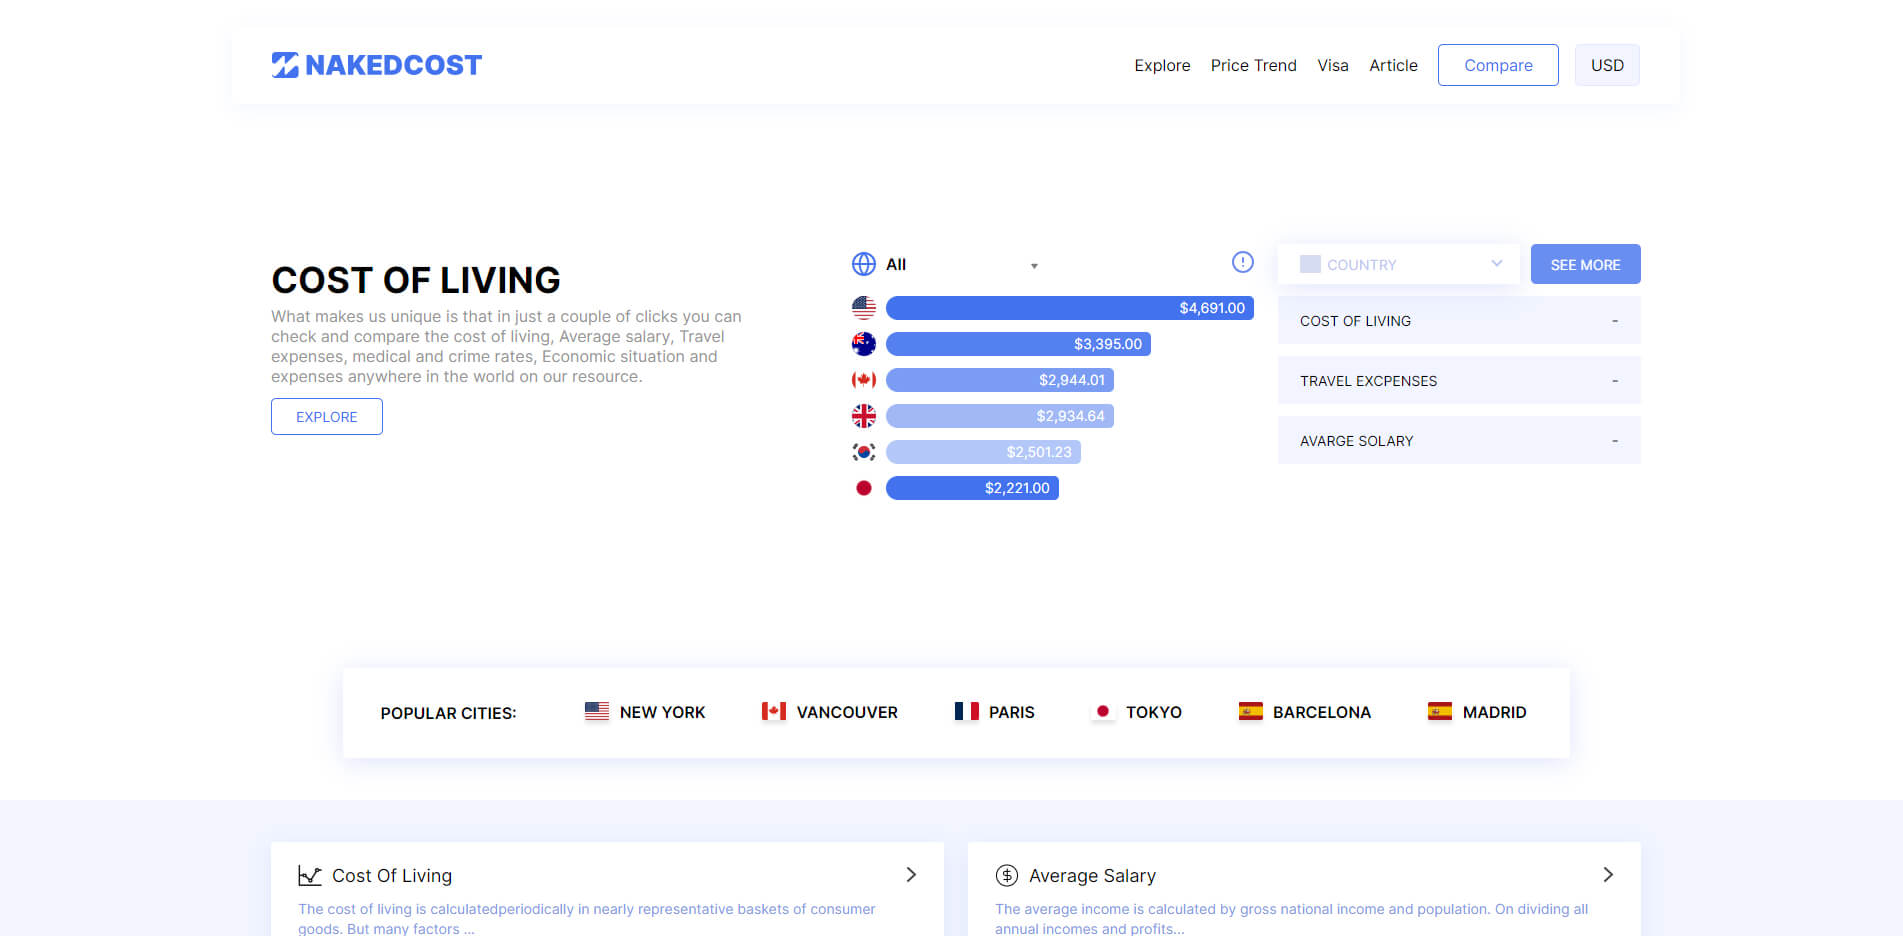 NAKEDCOST
Explore Price Trend Visa Article Compare USD
COST OF LIVING
What makes us unique is that in just a couple of clicks you can
check and compare the cost of living, Average salary, Travel
expenses, medical and crime rates, Economic situation and
expenses anywhere in the world on our resource.
EXPLORE
All
$4,691.00
$3,395.00
$2,944.01
$2,934.64
$2,501.23
$2,221.00
COUNTRY
SEE MORE
COST OF LIVING -
TRAVEL EXCPENSES -
AVARGE SOLARY -
POPULAR CITIES: NEW YORK VANCOUVER PARIS TOKYO BARCELONA MADRID
Cost Of Living
The cost of living is calculatedperiodically in nearly representative baskets of consumer
goods. But many factors ...
Average Salary
The average income is calculated by gross national income and population. On dividing all
annual incomes and profits...